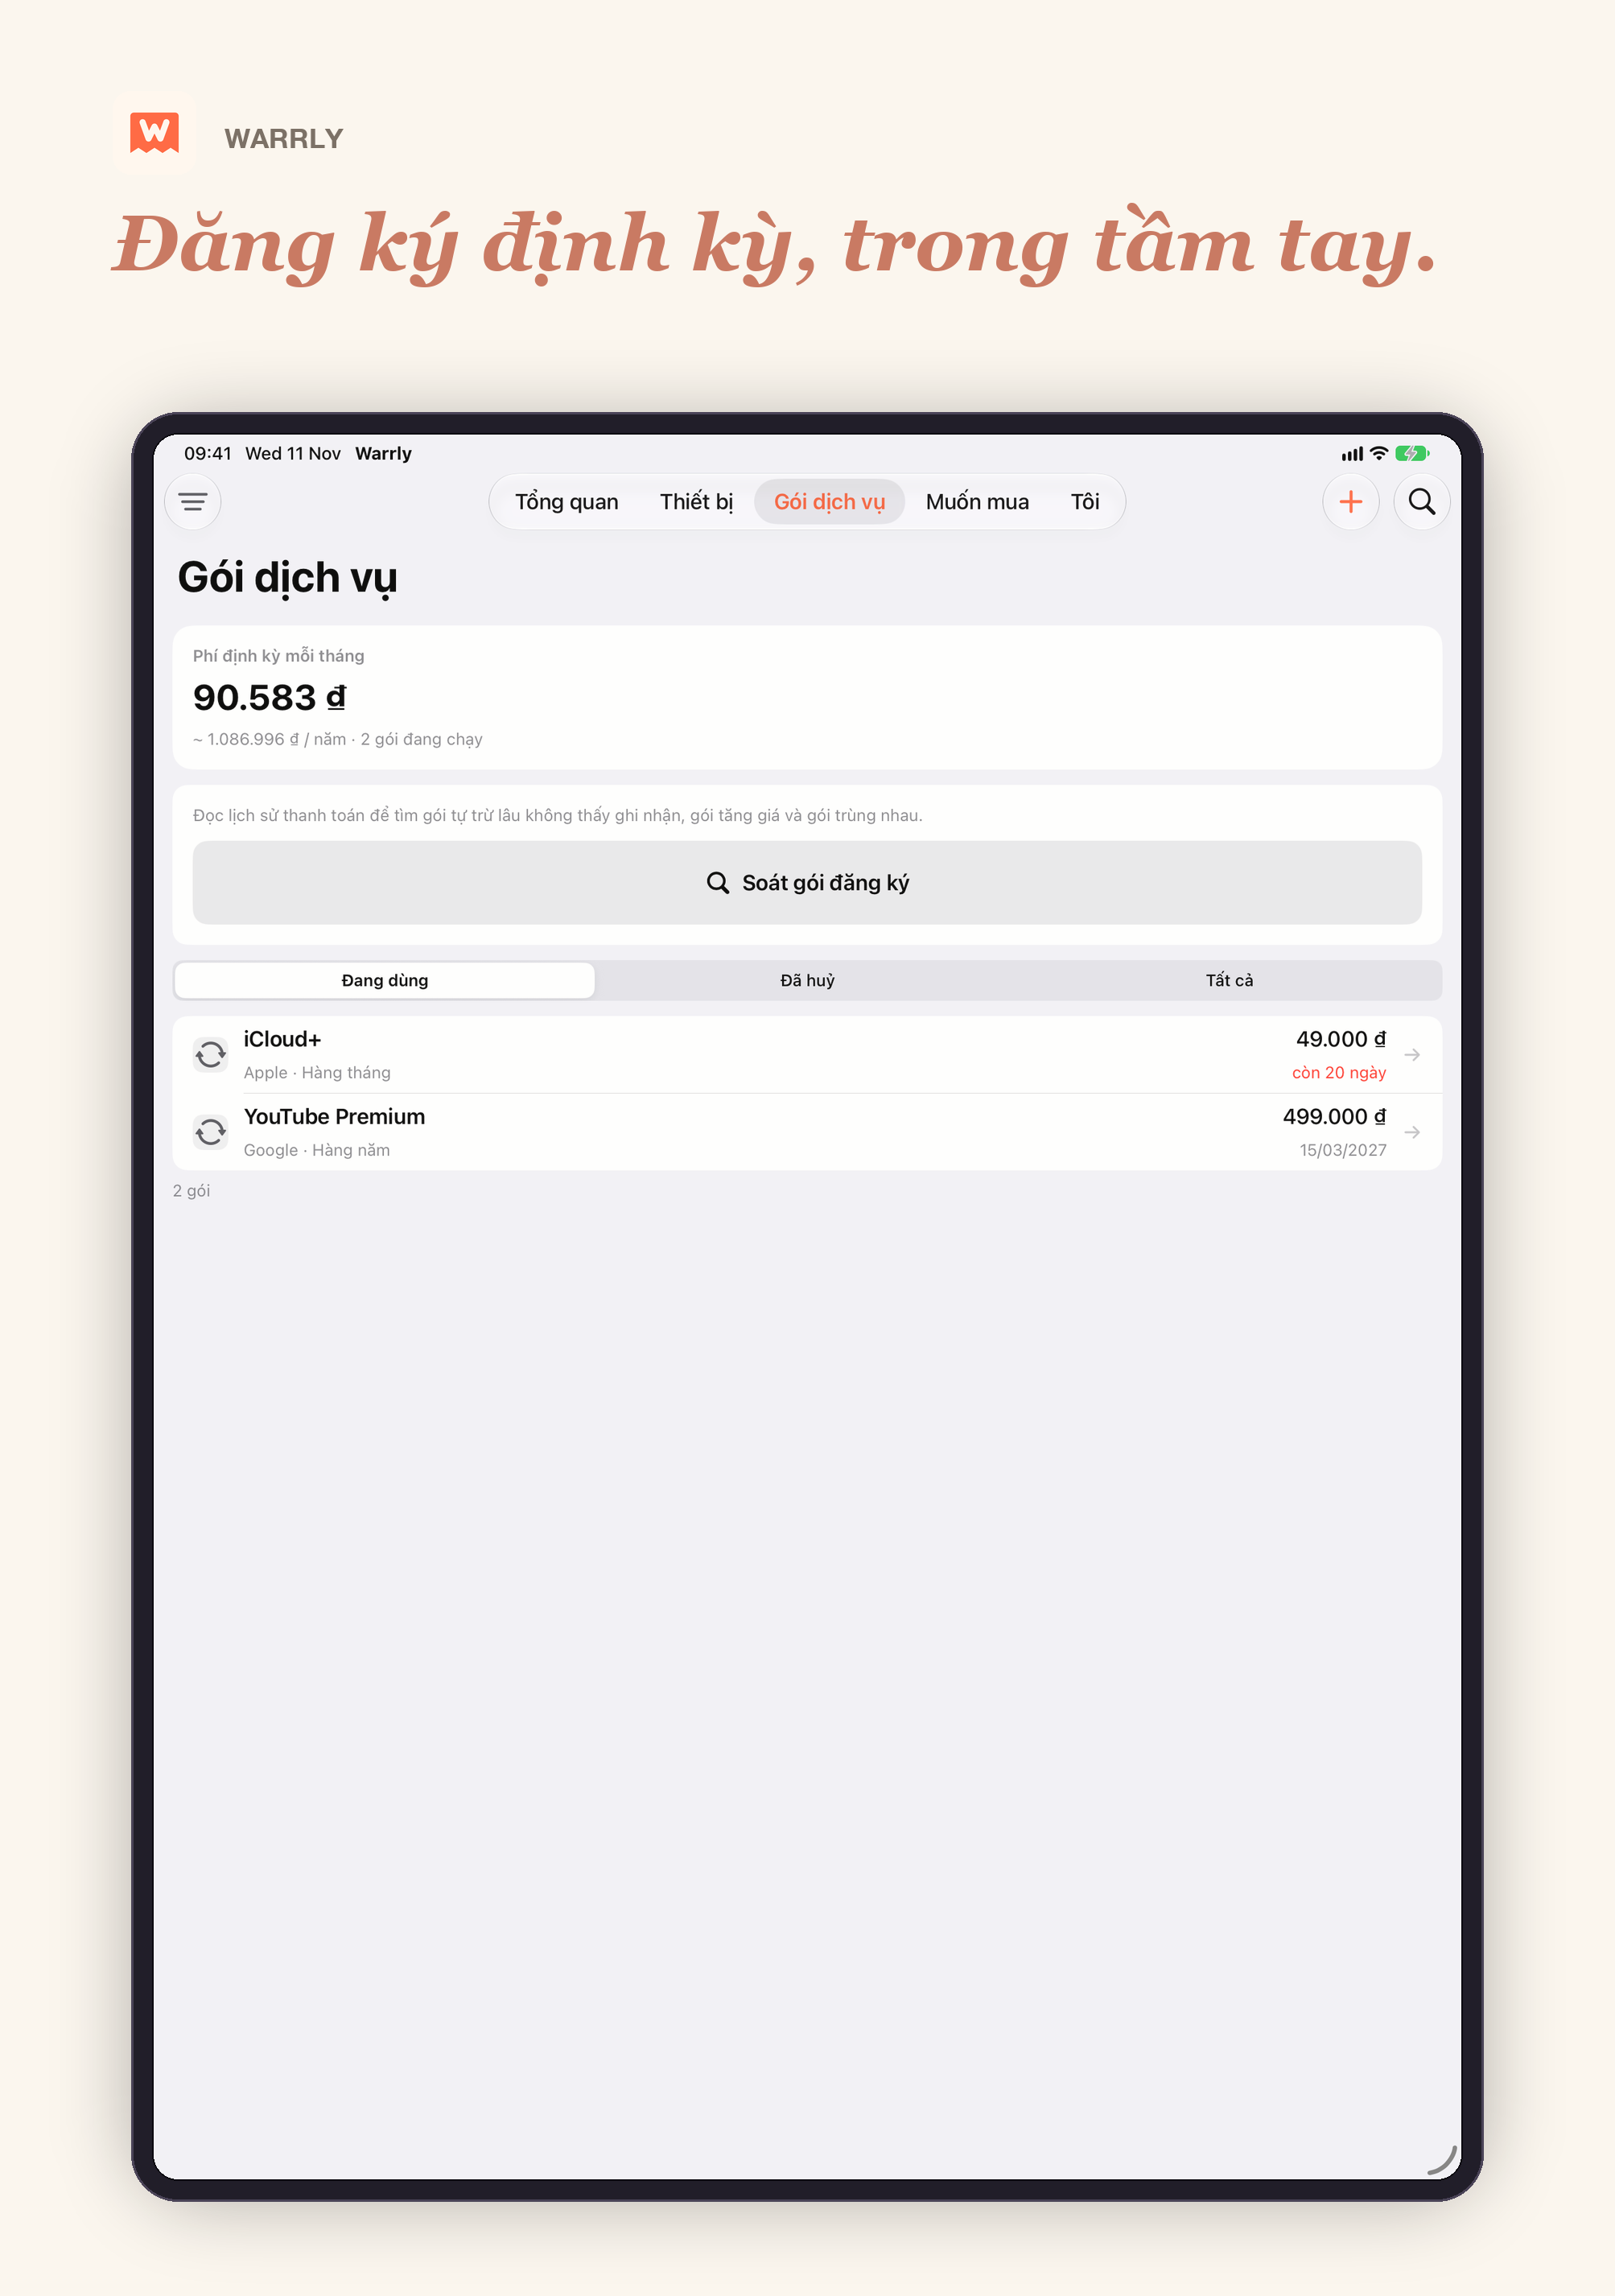 WARRLY
Đăng ký định kỳ, trong tầm tay.
09:41 Wed 11 Nov Warrly
Tổng quan Thiết bị Gói dịch vụ Muốn mua Tôi
Gói dịch vụ
Phí định kỳ mỗi tháng
90.583 ₫
~ 1.086.996 ₫ / năm · 2 gói đang chạy
Đọc lịch sử thanh toán để tìm gói tự trừ lâu không thấy ghi nhận, gói tăng giá và gói trùng nhau.
Soát gói đăng ký
Đang dùng Đã huỷ Tất cả
iCloud+ 49.000 ₫
Apple · Hàng tháng còn 20 ngày
YouTube Premium 499.000 ₫
Google · Hàng năm 15/03/2027
2 gói